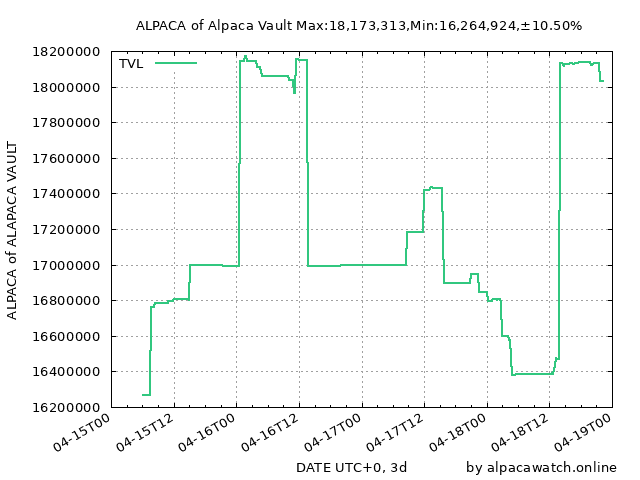 ALPACA of Alpaca Vault Max:18,173,313,Min:16,264,924,±10.50%
TVL
18200000
18000000
17800000
17600000
17400000
17200000
17000000
16800000
16600000
16400000
16200000
ALPACA of ALAPACA VAULT
04-15T00
04-15T12
04-16T00
04-16T12
04-17T00
04-17T12
04-18T00
04-18T12
04-19T00
DATE UTC+0, 3d
by alpacawatch.online